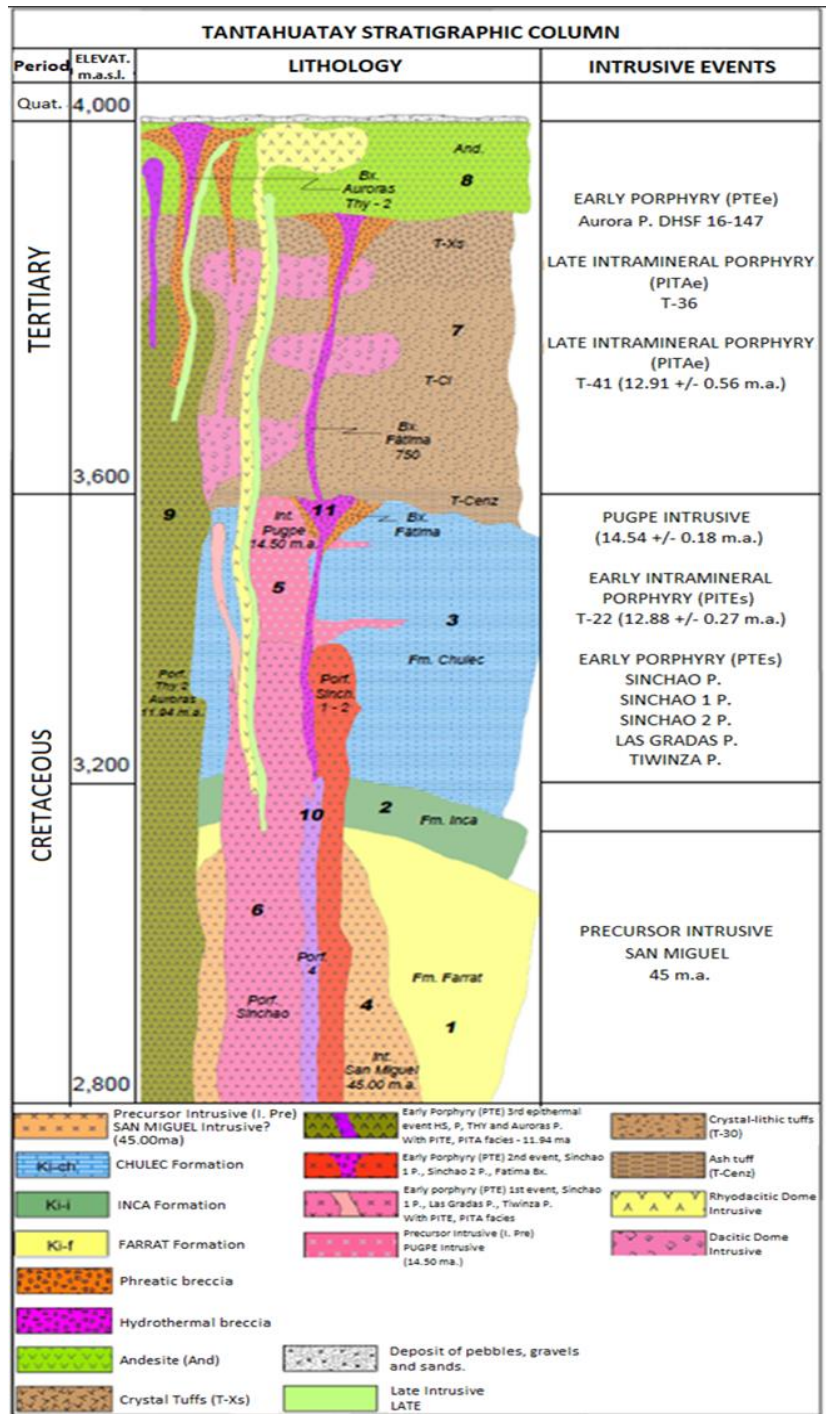 TANTAHUATAY STRATIGRAPHIC COLUMN
Period
ELEVAT.
m.a.s.l.
LITHOLOGY
INTRUSIVE EVENTS
Quat.
4,000
TERTIARY
3,600
CRETACEOUS
3,200
2,800
And.
8
Bx.
Auroras
Thy - 2
T-Xs
7
T-Cl
Bx.
Fátima
750
T-Cenz
9
Int.
Pugpe
14.50 m.a.
11
Bx.
Fátima
5
3
Fm. Chulec
Porf.
Thy 2
Auroras
11.94 m.a.
Porf.
Sinch.
1 - 2
10
2
Fm. Inca
6
Porf.
4
Porf.
Sinchao
Fm. Farrat
4
1
Int.
San Miguel
45.00 m.a.
EARLY PORPHYRY (PTEe)
Aurora P. DHSF 16-147
LATE INTRAMINERAL PORPHYRY
(PITAe)
T-36
LATE INTRAMINERAL PORPHYRY
(PITAe)
T-41 (12.91 +/- 0.56 m.a.)
PUGPE INTRUSIVE
(14.54 +/- 0.18 m.a.)
EARLY INTRAMINERAL
PORPHYRY (PITEs)
T-22 (12.88 +/- 0.27 m.a.)
EARLY PORPHYRY (PTEs)
SINCHAO P.
SINCHAO 1 P.
SINCHAO 2 P.
LAS GRADAS P.
TIWINZA P.
PRECURSOR INTRUSIVE
SAN MIGUEL
45 m.a.
Precursor Intrusive (I. Pre)
SAN MIGUEL Intrusive?
(45.00ma)
Ki-ch
CHULEC Formation
Ki-i
INCA Formation
Ki-f
FARRAT Formation
Phreatic breccia
Hydrothermal breccia
Andesite (And)
Crystal Tuffs (T-Xs)
Early Porphyry (PTE) 3rd epithermal
event HS, P, THY and Auroras P.
With PITE, PITA facies - 11.94 ma
Early Porphyry (PTE) 2nd event, Sinchao
1 P., Sinchao 2 P., Fatima Bx.
Early porphyry (PTE) 1st event, Sinchao
1 P., Las Gradas P., Tiwinza P.
With PITE, PITA facies
Precursor Intrusive (I. Pre)
PUGPE Intrusive
(14.50 ma.)
Deposit of pebbles, gravels
and sands.
Late Intrusive
LATE
Crystal-lithic tuffs
(T-30)
Ash tuff
(T-Cenz)
Rhyodacitic Dome
Intrusive
Dacitic Dome
Intrusive